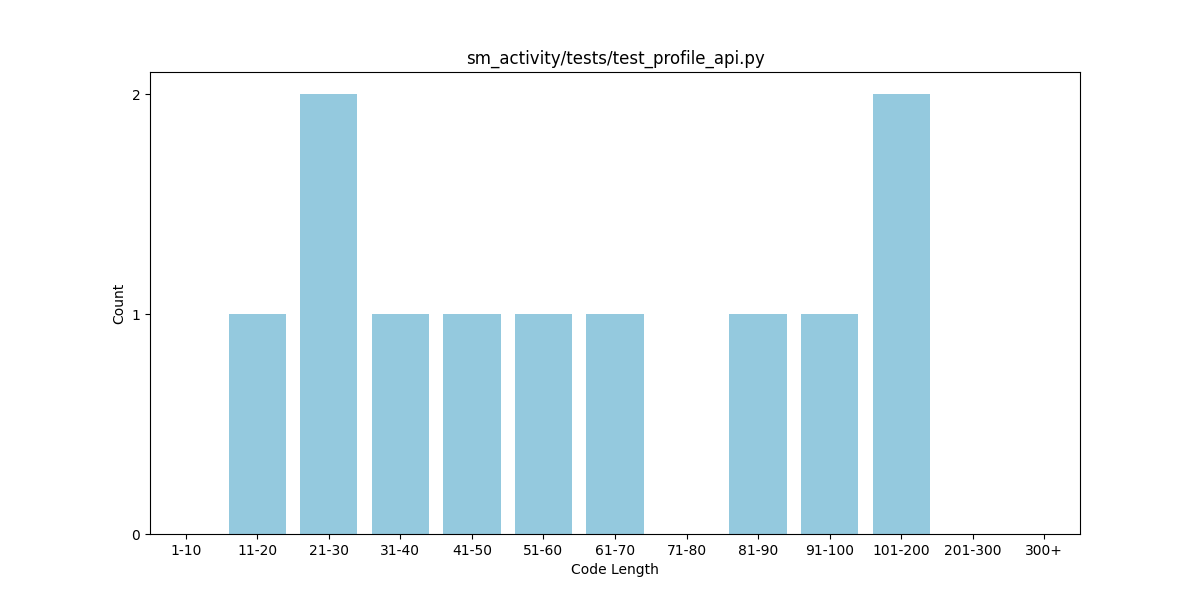 sm_activity/tests/test_profile_api.py
2
1
0
Count
1-10 11-20 21-30 31-40 41-50 51-60 61-70 71-80 81-90 91-100 101-200 201-300 300+
Code Length